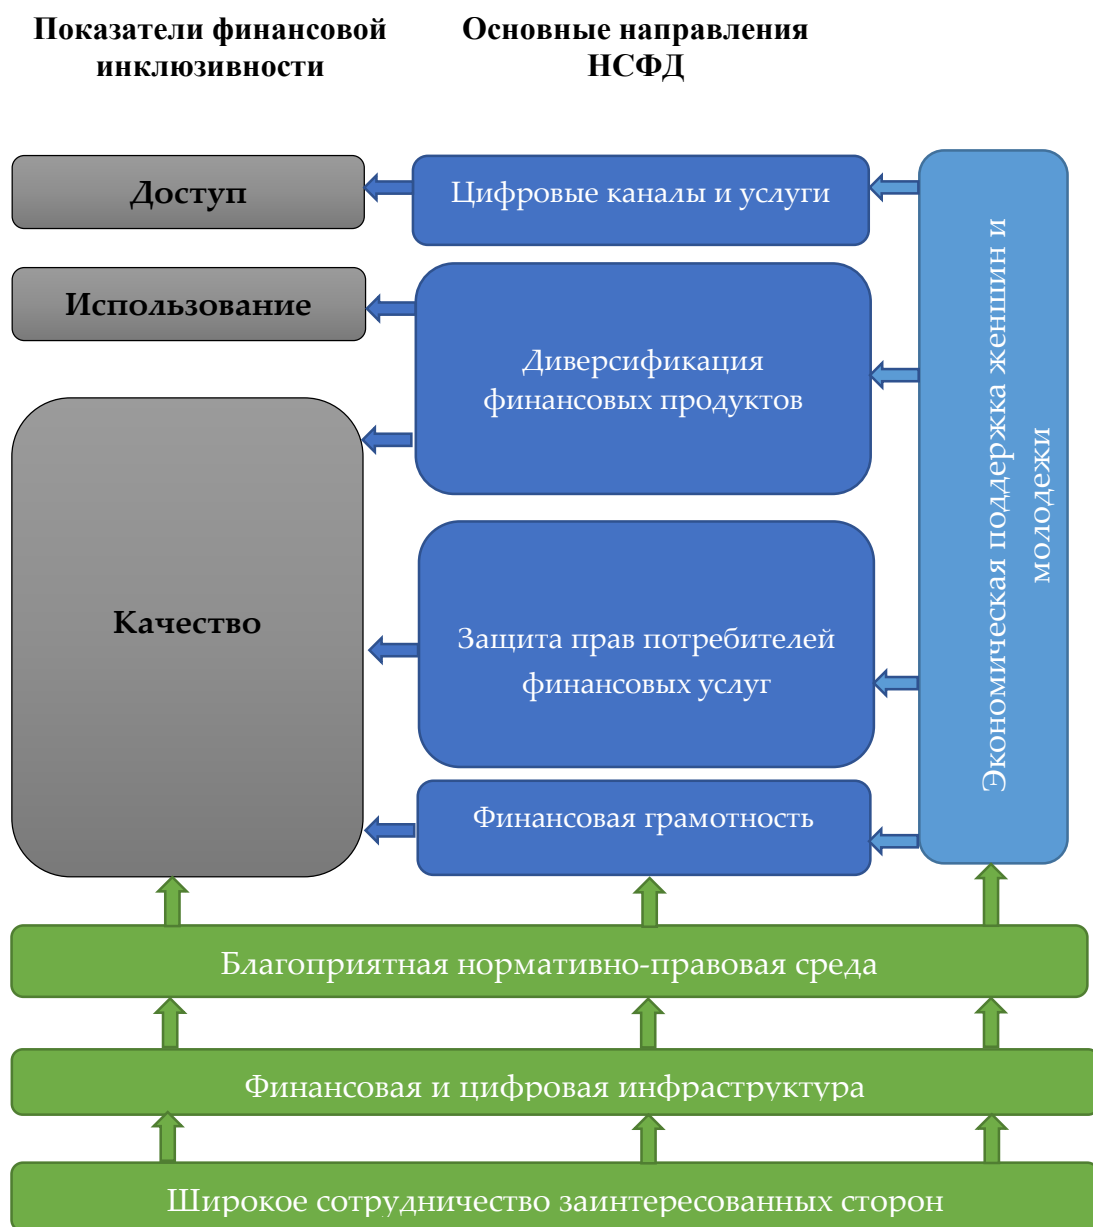 Показатели финансовой
инклюзивности
Основные направления
НСФД
Доступ
Цифровые каналы и услуги
Использование
Диверсификация
финансовых продуктов
Качество
Защита прав потребителей
финансовых услуг
Финансовая грамотность
Экономическая поддержка женшин и
молодежи
Благоприятная нормативно-правовая среда
Финансовая и цифровая инфраструктура
Широкое сотрудничество заинтересованных сторон